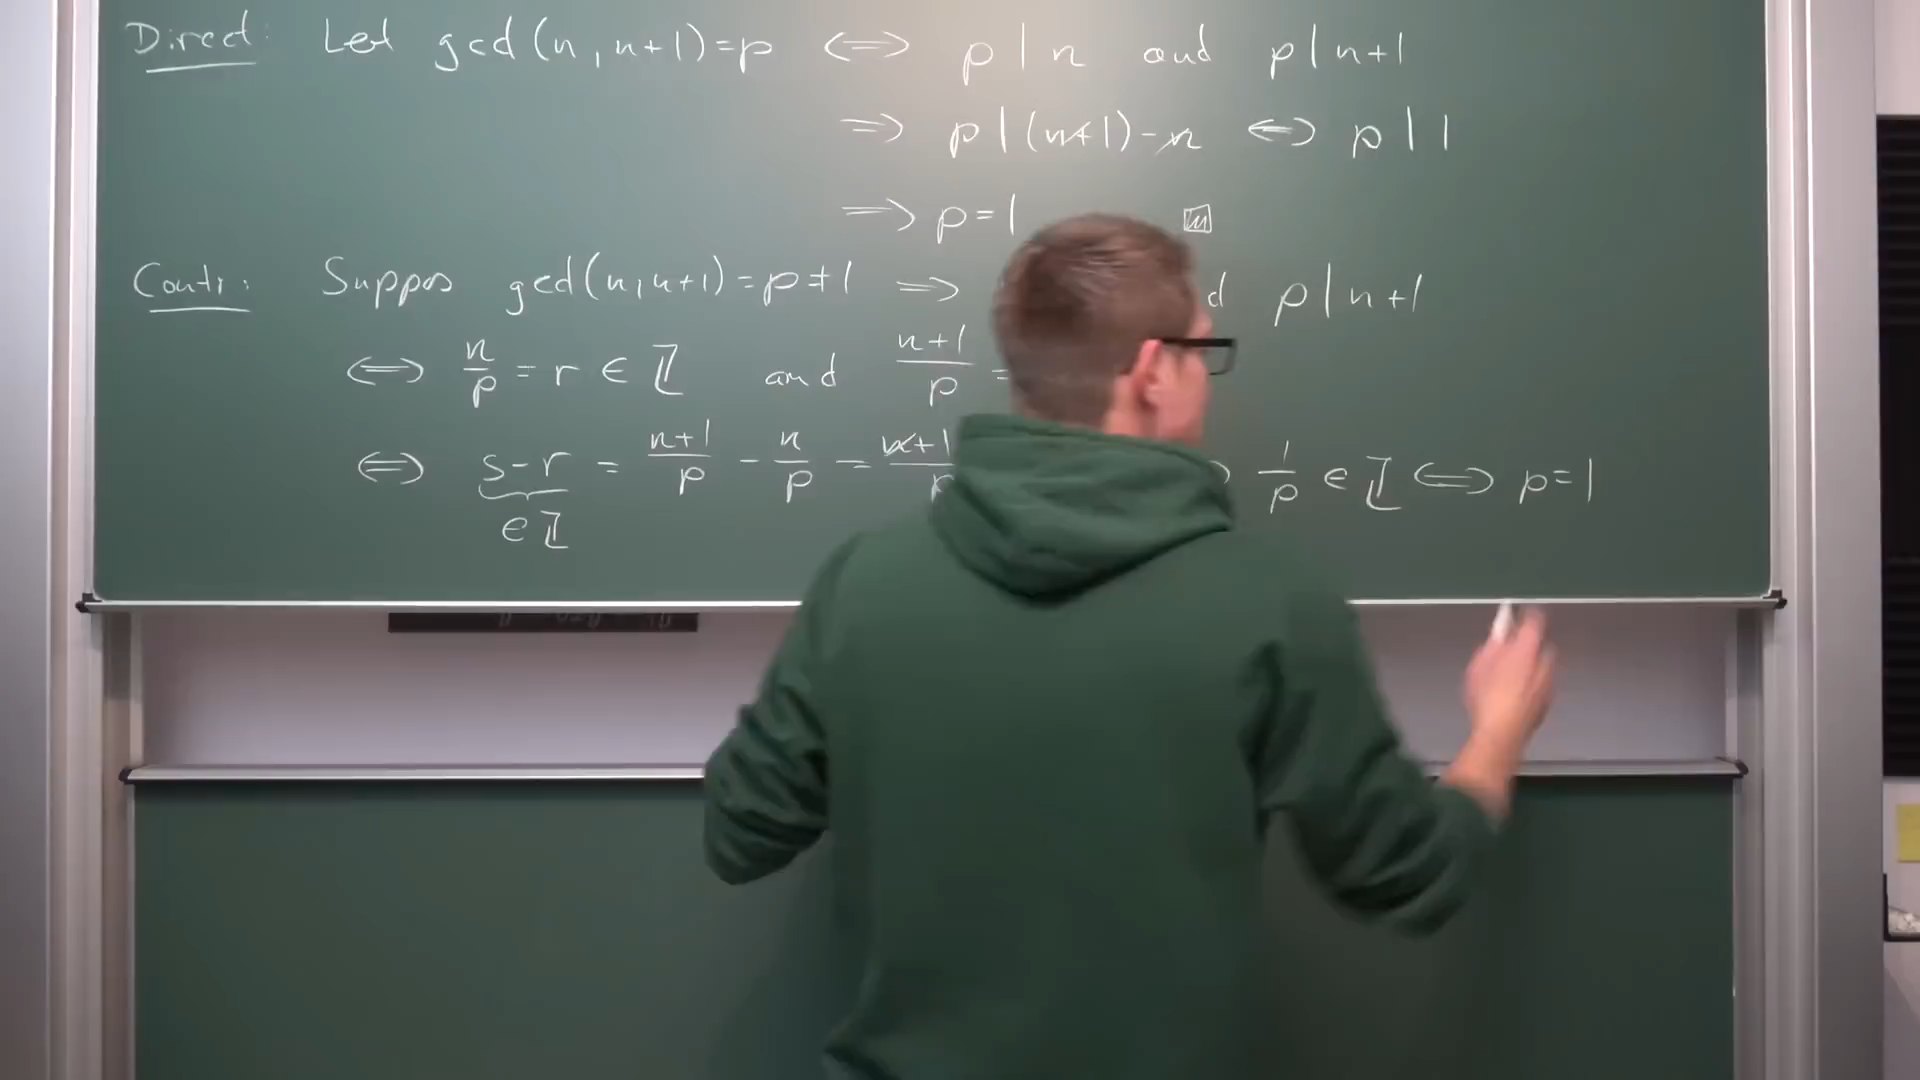 Direct: Let gcd(n, n+1)=p ⟺ p | n and p | n+1
⟹ p | (n+1)-n ⟺ p | 1
⟹ p=1
Contr: Suppos gcd(n,n+1)=p≠1 ⟹ p | n+1
⟺ n/p = r ∈ ℤ and (n+1)/p =
⟺ s-r = (n+1)/p - n/p = 1/p ∈ ℤ ⟺ p=1
∈ ℤ